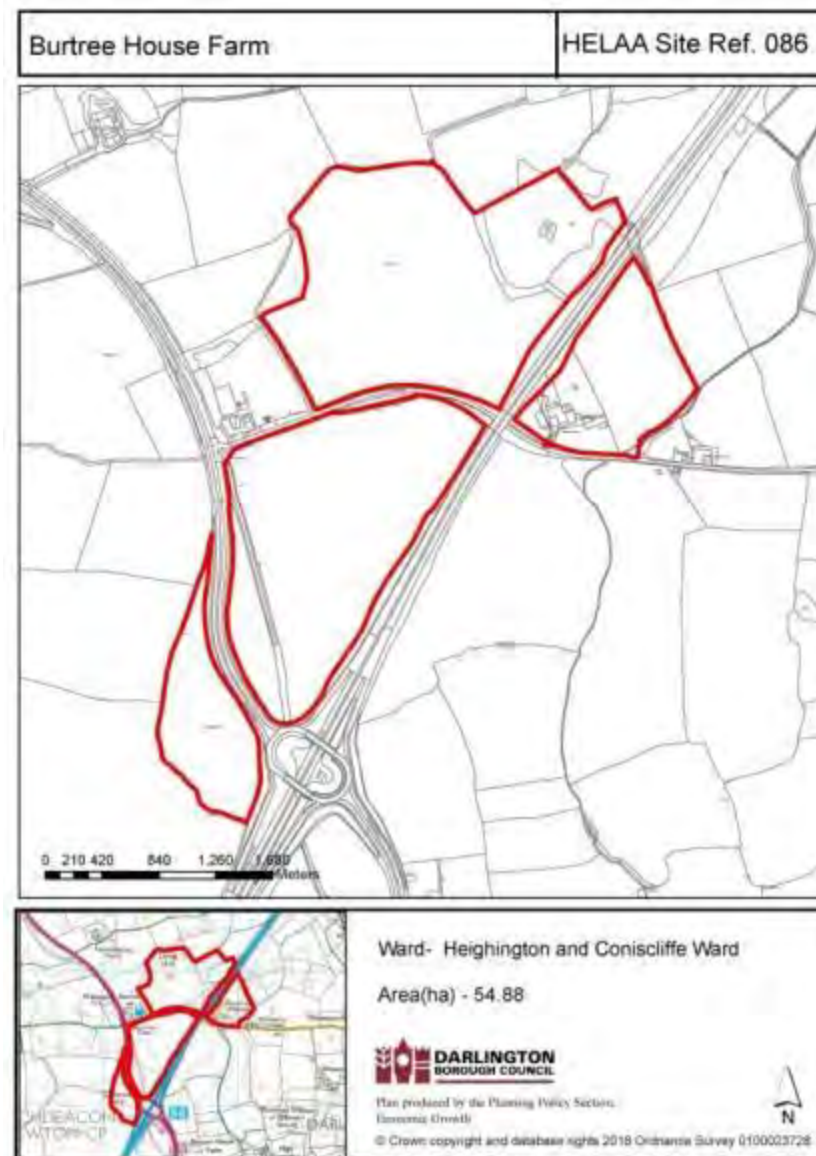 Burtree House Farm
HELAA Site Ref. 086
0 210 420 840 1,260 1,680
Meters
Ward- Heighington and Coniscliffe Ward
Area(ha) - 54.88
DARLINGTON
BOROUGH COUNCIL
Plan produced by the Planning Policy Section.
Economic Growth
N
© Crown copyright and database rights 2018 Ordnance Survey 0100023728